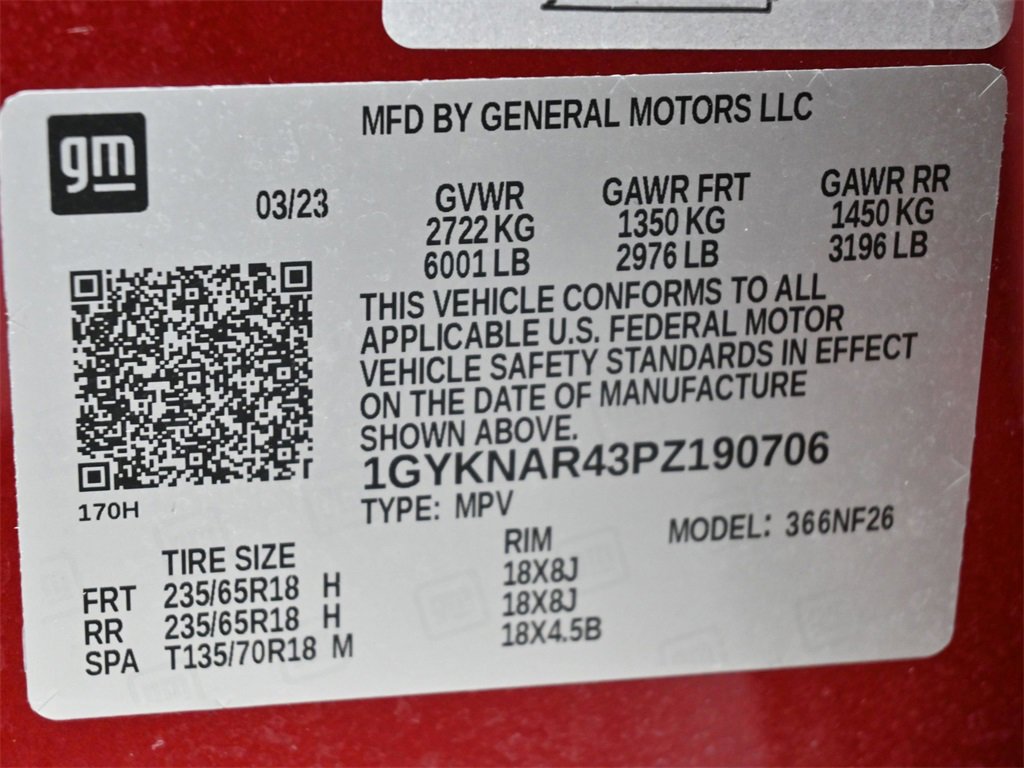 gm
MFD BY GENERAL MOTORS LLC
03/23
GVWR GAWR FRT GAWR RR
2722 KG 1350 KG 1450 KG
6001 LB 2976 LB 3196 LB
THIS VEHICLE CONFORMS TO ALL
APPLICABLE U.S. FEDERAL MOTOR
VEHICLE SAFETY STANDARDS IN EFFECT
ON THE DATE OF MANUFACTURE
SHOWN ABOVE.
1GYKNAR43PZ190706
170H
TYPE: MPV
MODEL: 366NF26
TIRE SIZE RIM
FRT 235/65R18 H 18X8J
RR 235/65R18 H 18X8J
SPA T135/70R18 M 18X4.5B